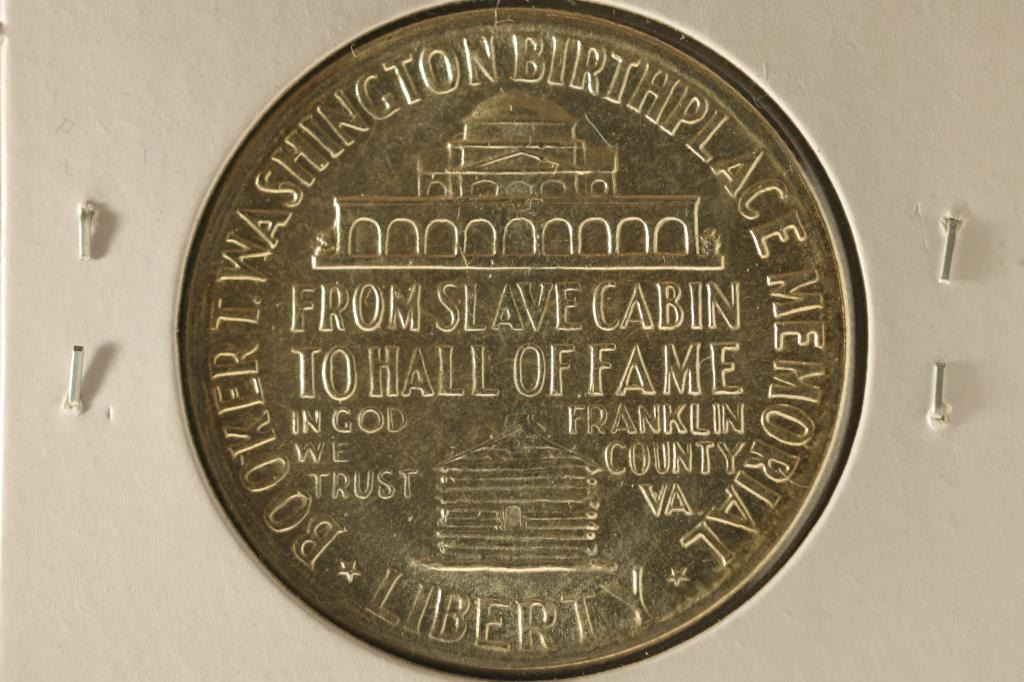 BOOKER T. WASHINGTON BIRTHPLACE MEMORIAL
FROM SLAVE CABIN
TO HALL OF FAME
IN GOD
WE
TRUST
FRANKLIN
COUNTY
VA
LIBERTY